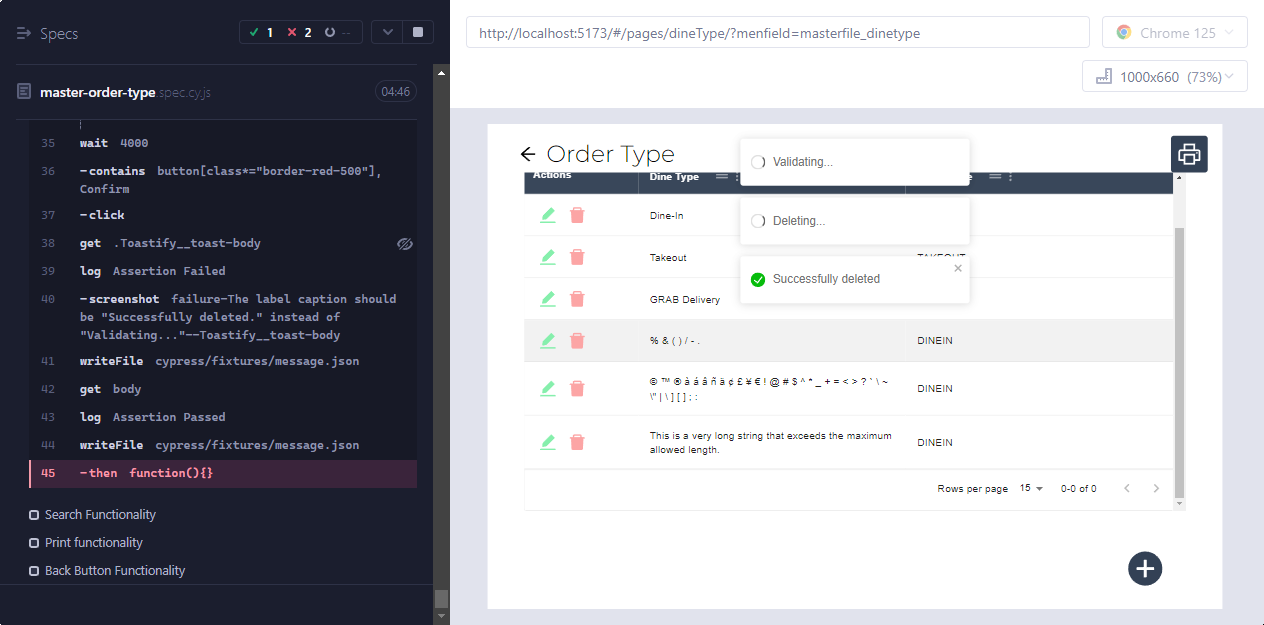 Specs
1
2
--
master-order-type.spec.cy.js
04:46
35 wait 4000
36 -contains button[class*="border-red-500"],
Confirm
37 -click
38 get .Toastify__toast-body
39 log Assertion Failed
40 -screenshot failure-The label caption should
be "Successfully deleted." instead of
"Validating..."--Toastify__toast-body
41 writeFile cypress/fixtures/message.json
42 get body
43 log Assertion Passed
44 writeFile cypress/fixtures/message.json
45 -then function(){}
Search Functionality
Print functionality
Back Button Functionality
http://localhost:5173/#/pages/dineType/?menfield=masterfile_dinetype
Chrome 125
1000x660 (73%)
Order Type
Validating...
Actions
Dine Type
Dine-In
Deleting...
Takeout
TAKEOUT
Successfully deleted
GRAB Delivery
% & ( ) / - .
DINEIN
© ™ ® à á â ñ ä ¢ £ ¥ € ! @ # $ ^ * _ + = < > ? ` \ ~
\" | \ ] [ ] ; :
DINEIN
This is a very long string that exceeds the maximum
allowed length.
DINEIN
Rows per page 15 0-0 of 0